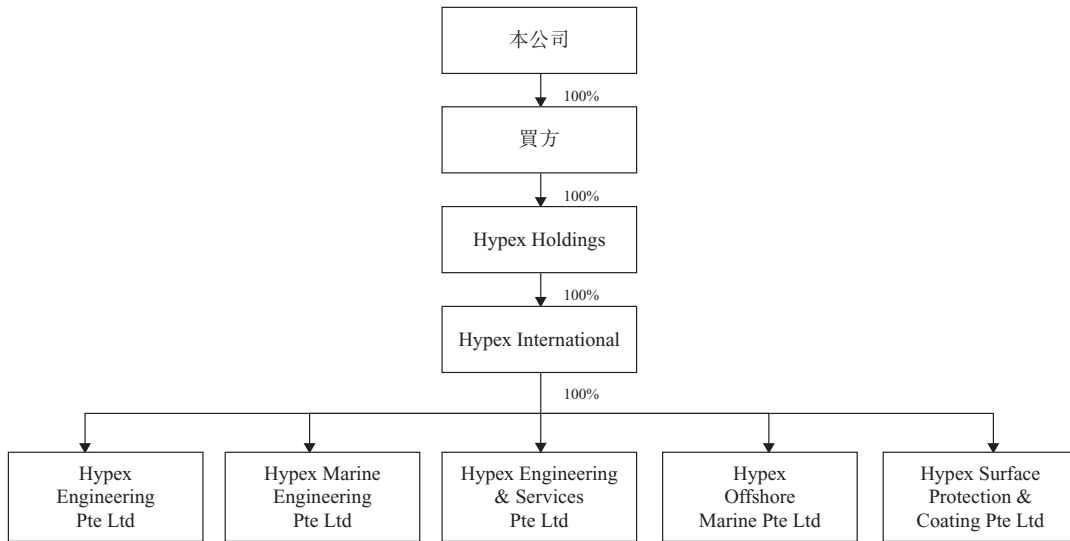 本公司
100%
買方
100%
Hypex Holdings
100%
Hypex International
100%
Hypex
Engineering
Pte Ltd
Hypex Marine
Engineering
Pte Ltd
Hypex Engineering
& Services
Pte Ltd
Hypex
Offshore
Marine Pte Ltd
Hypex Surface
Protection &
Coating Pte Ltd